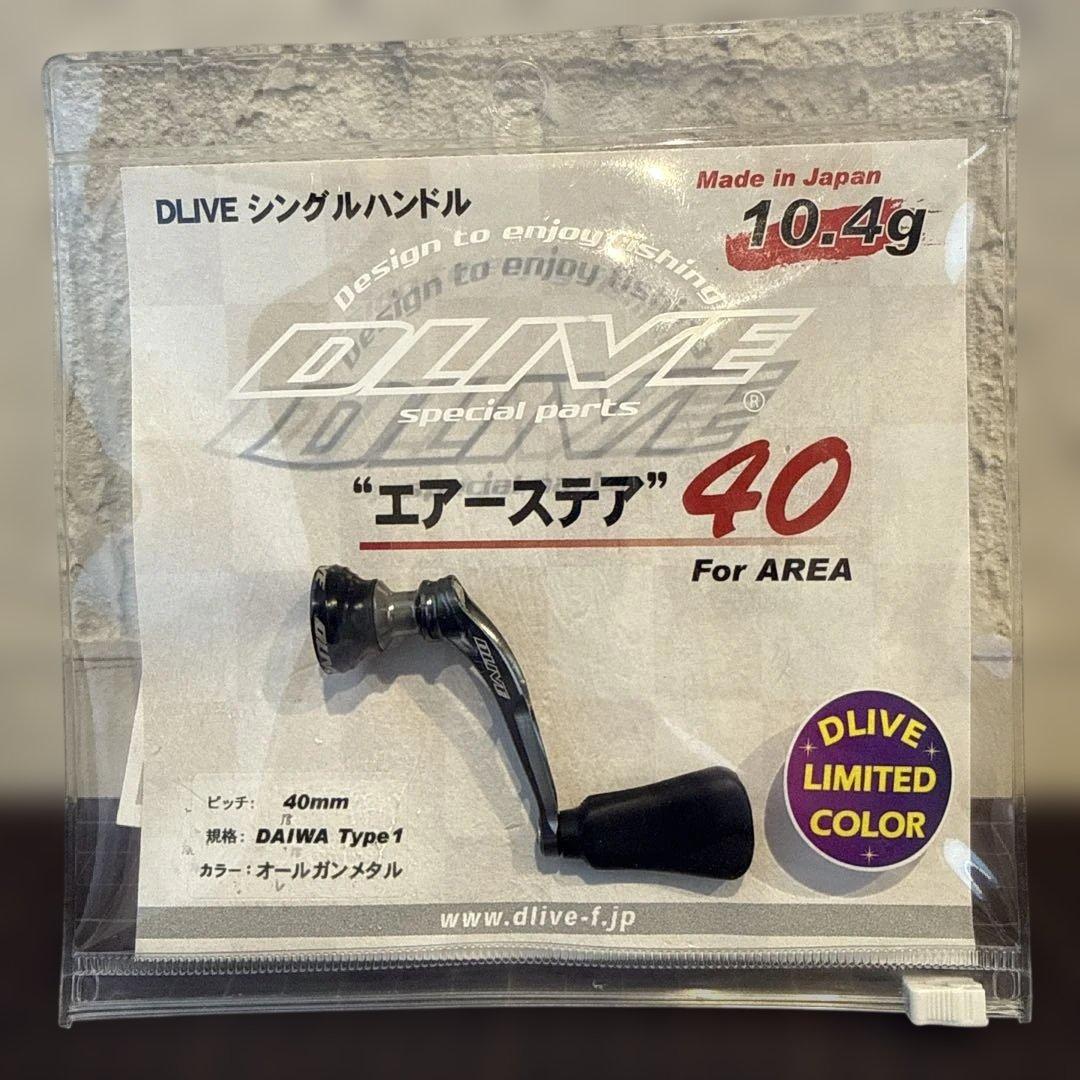 DLIVE シングルハンドル
Made in Japan
10.4g
Design to enjoy fishing
DLIVE
special parts
®
“エアーステア” 40
For AREA
DLIVE
DLIVE
LIMITED
COLOR
ピッチ: 40mm
規格: DAIWA Type1
カラー:オールガンメタル
www.dlive-f.jp